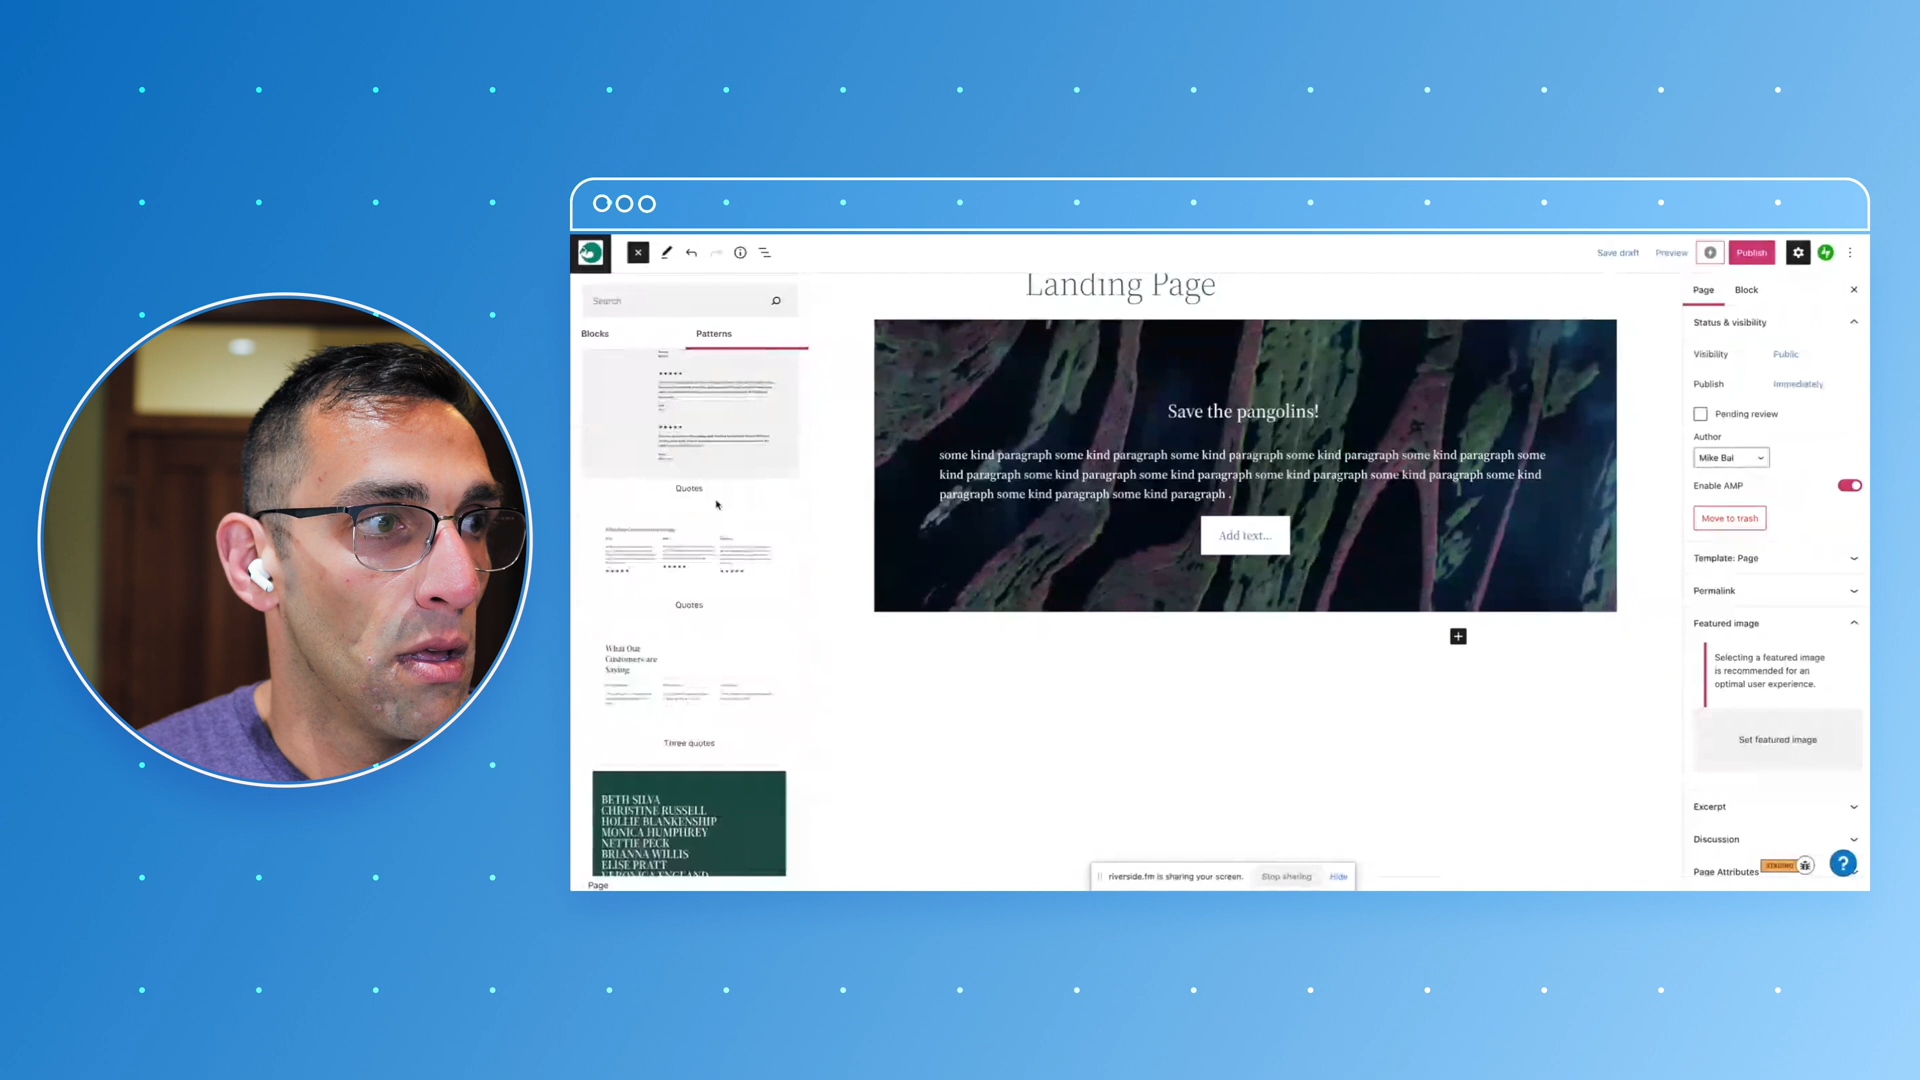 Save draft
Preview
Publish
Search
Blocks
Patterns
Quotes
Quotes
What Our
Customers are
Saying
Three quotes
BETH SILVA
CHRISTINE RUSSELL
HOLLIE BLANKENSHIP
MONICA HUMPHREY
NETTIE PECK
BRIANNA WILLIS
ELISE PRATT
VERONICA ENGLAND
Page
Landing Page
Save the pangolins!
some kind paragraph some kind paragraph some kind paragraph some kind paragraph some kind paragraph some
kind paragraph some kind paragraph some kind paragraph some kind paragraph some kind paragraph some kind
paragraph some kind paragraph some kind paragraph .
Add text...
riverside.fm is sharing your screen.
Stop sharing
Hide
Page
Block
Status & visibility
Visibility
Public
Publish
Immediately
Pending review
Author
Mike Bal
Enable AMP
Move to trash
Template: Page
Permalink
Featured image
Selecting a featured image
is recommended for an
optimal user experience.
Set featured image
Excerpt
Discussion
Page Attributes
?